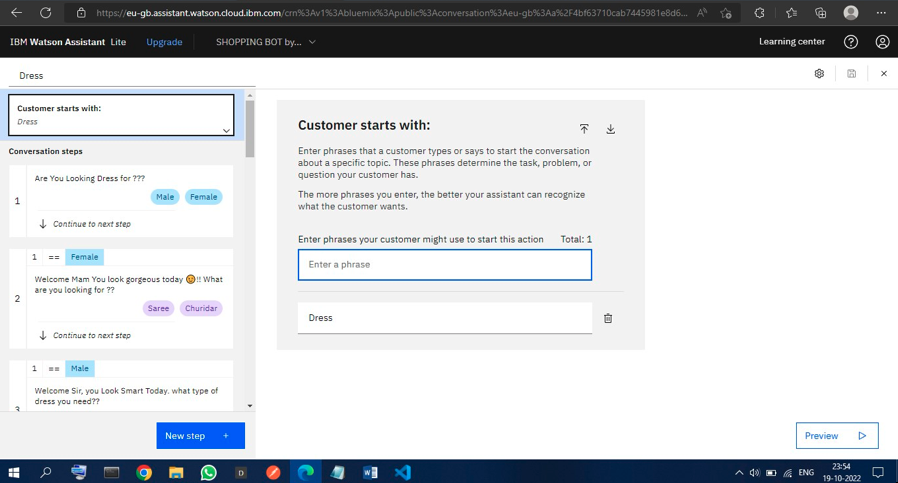 https://eu-gb.assistant.watson.cloud.ibm.com/crn%3Av1%3Abluemix%3Apublic%3Aconversation%3Aeu-gb%3Aa%2F4bf63710cab7445981e8d6...
IBM Watson Assistant Lite Upgrade SHOPPING BOT by... Learning center
Dress
Customer starts with:
Dress
Conversation steps
1
Are You Looking Dress for ???
Male Female
Continue to next step
2
1 == Female
Welcome Mam You look gorgeous today 😍!! What
are you looking for ??
Saree Churidar
Continue to next step
3
1 == Male
Welcome Sir, you Look Smart Today. what type of
dress you need??
New step +
Customer starts with:
Enter phrases that a customer types or says to start the conversation
about a specific topic. These phrases determine the task, problem, or
question your customer has.
The more phrases you enter, the better your assistant can recognize
what the customer wants.
Enter phrases your customer might use to start this action Total: 1
Enter a phrase
Dress
Preview
ENG
23:54
19-10-2022